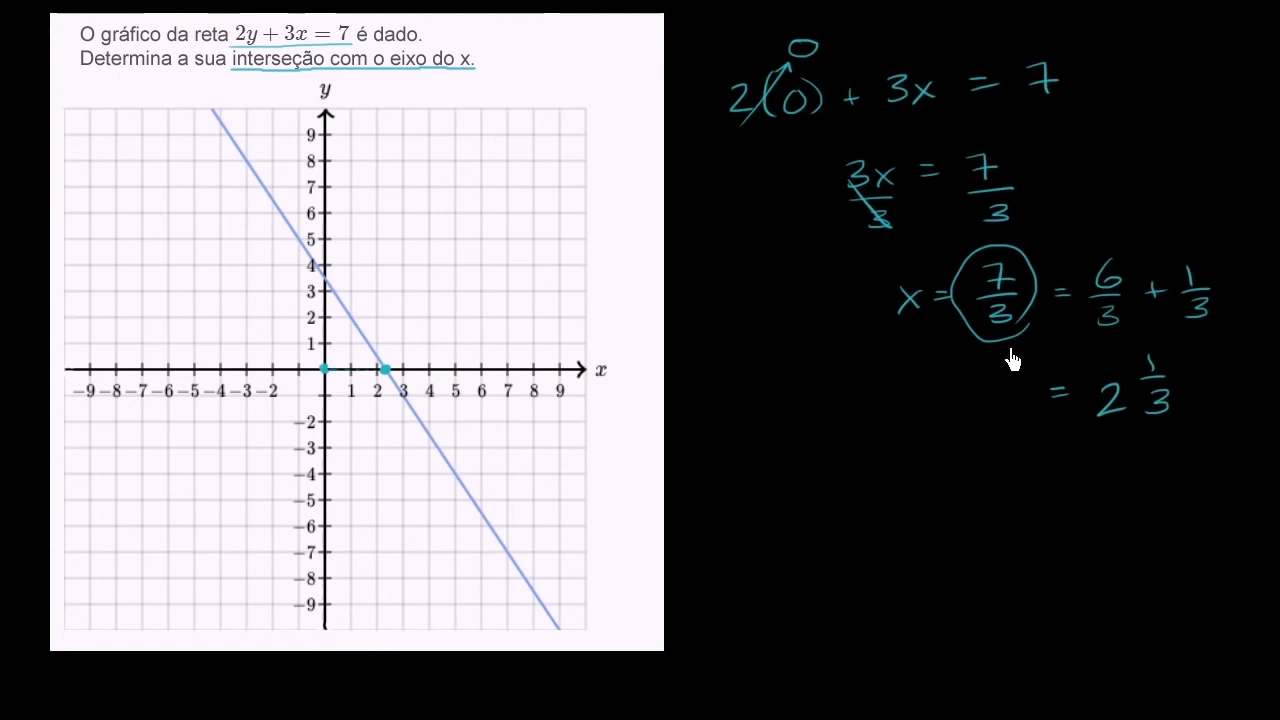 O gráfico da reta 2y + 3x = 7 é dado.
Determina a sua interseção com o eixo do x.
y
9
8
7
6
5
4
3
2
1
−9 −8 −7 −6 −5 −4 −3 −2 1 2 3 4 5 6 7 8 9 x
−2
−3
−4
−5
−6
−7
−8
−9
0
2(0) + 3x = 7
3x/3 = 7/3
x = 7/3 = 6/3 + 1/3
= 2 1/3